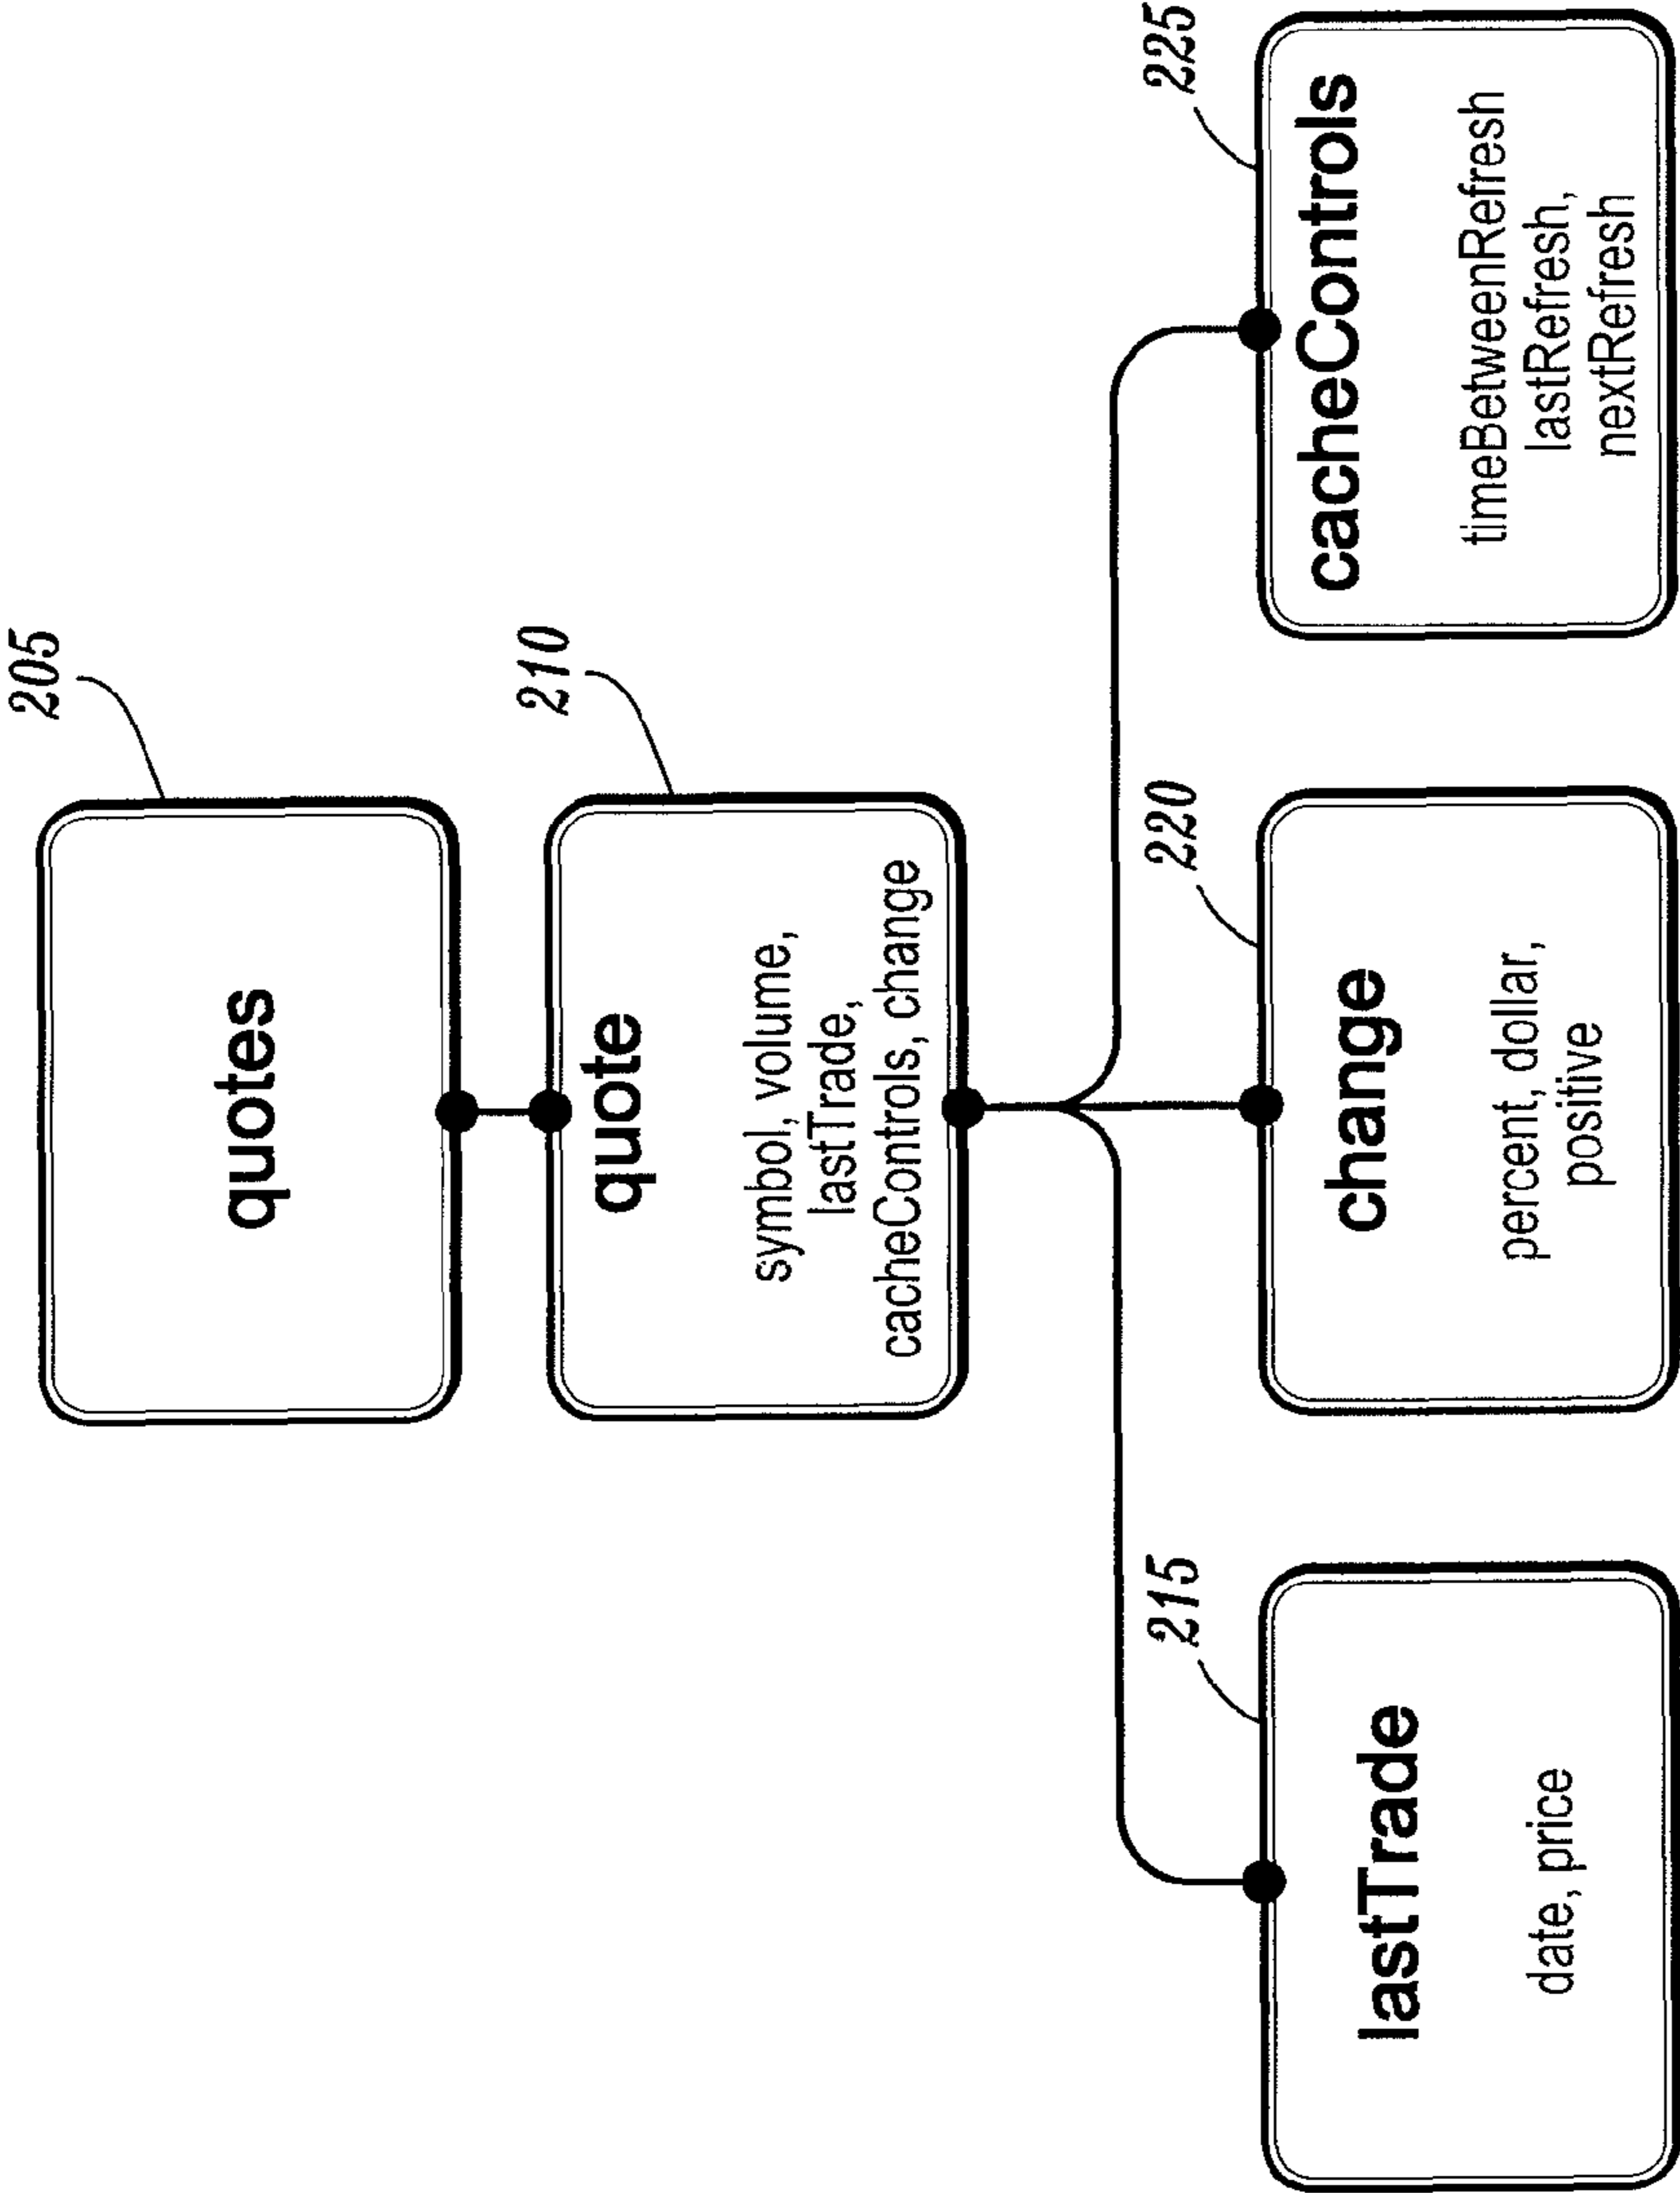 205
quotes
210
quote
symbol, volume,
lastTrade,
cacheControls, change
215
lastTrade
date, price
220
change
percent, dollar,
positive
225
cacheControls
timeBetweenRefresh
lastRefresh,
nextRefresh